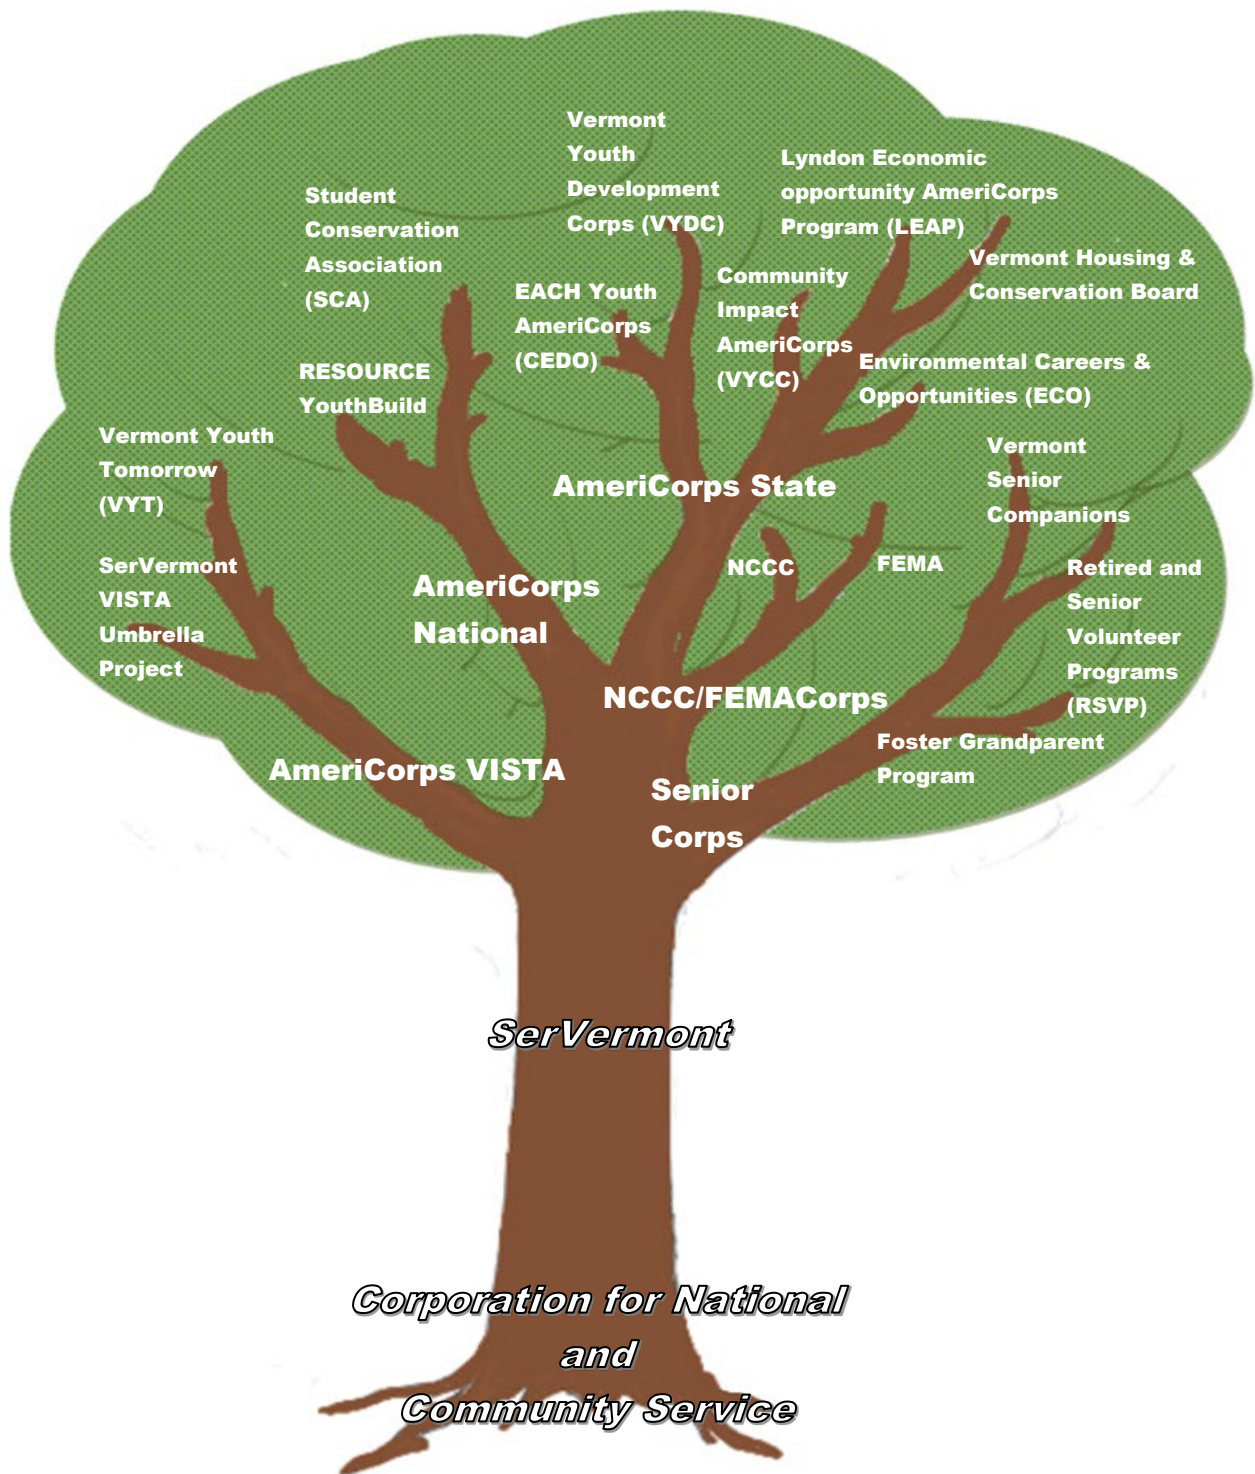 Vermont
Youth
Development
Corps (VYDC)
Lyndon Economic
opportunity AmeriCorps
Program (LEAP)
Student
Conservation
Association
(SCA)
Vermont Housing &
Conservation Board
Community
Impact
AmeriCorps
(VYCC)
EACH Youth
AmeriCorps
(CEDO)
Environmental Careers &
Opportunities (ECO)
RESOURCE
YouthBuild
Vermont Youth
Tomorrow
(VYT)
Vermont
Senior
Companions
AmeriCorps State
SerVermont
VISTA
Umbrella
Project
AmeriCorps
National
NCCC
FEMA
Retired and
Senior
Volunteer
Programs
(RSVP)
NCCC/FEMACorps
Foster Grandparent
Program
AmeriCorps VISTA
Senior
Corps
SerVermont
Corporation for National
and
Community Service